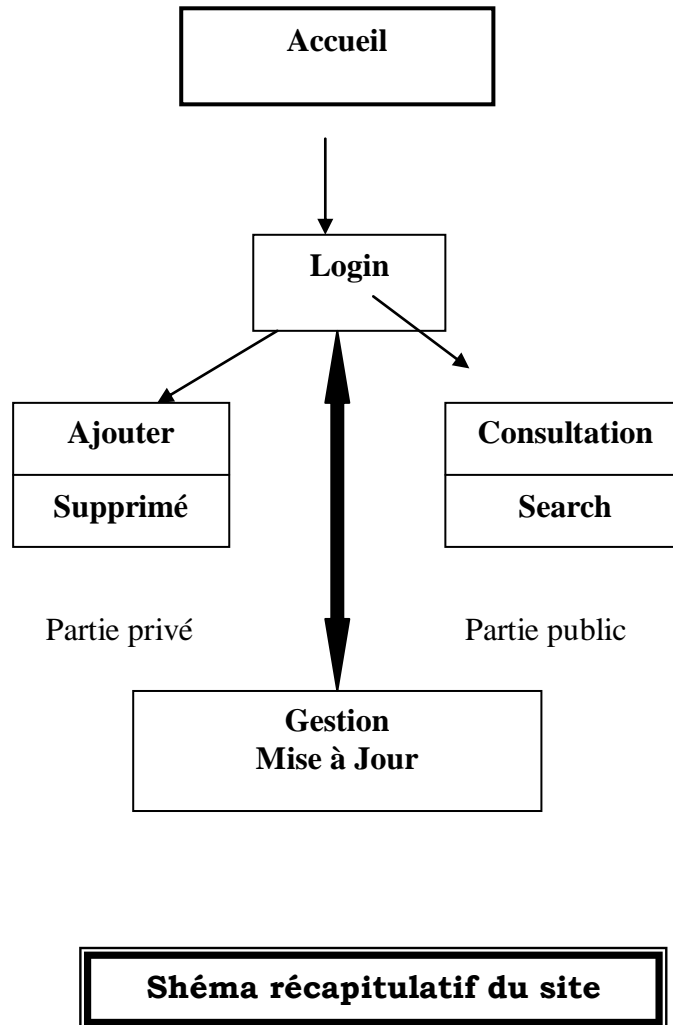 Accueil
Login
Ajouter
Supprimé
Consultation
Search
Partie privé
Partie public
Gestion
Mise à Jour
Shéma récapitulatif du site